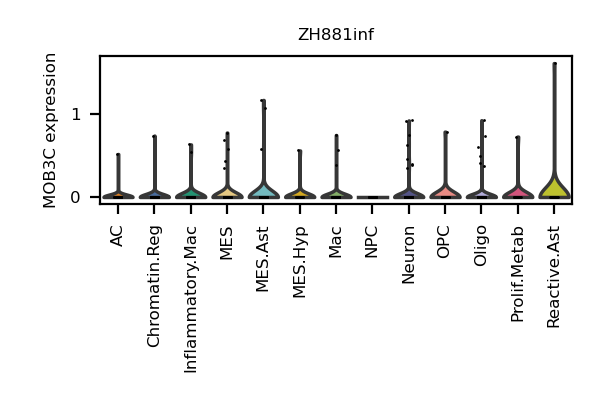 ZH881inf
MOB3C expression
1
0
AC
Chromatin.Reg
Inflammatory.Mac
MES
MES.Ast
MES.Hyp
Mac
NPC
Neuron
OPC
Oligo
Prolif.Metab
Reactive.Ast